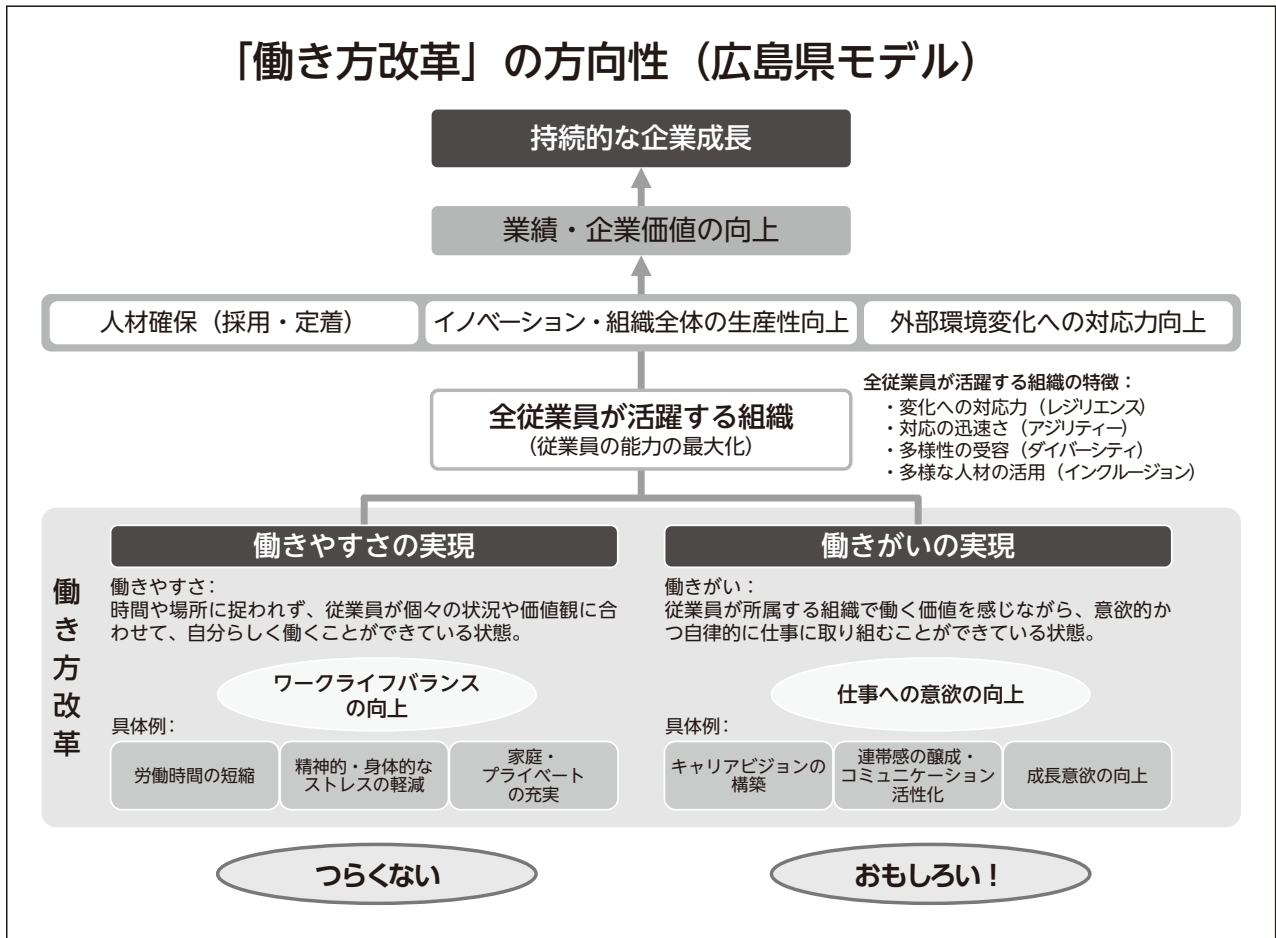 「働き方改革」の方向性（広島県モデル）
持続的な企業成長
業績・企業価値の向上
人材確保（採用・定着）
イノベーション・組織全体の生産性向上
外部環境変化への対応力向上
全従業員が活躍する組織
(従業員の能力の最大化)
全従業員が活躍する組織の特徴：
・変化への対応力（レジリエンス）
・対応の迅速さ（アジリティー）
・多様性の受容（ダイバーシティ）
・多様な人材の活用（インクルージョン）
働き方改革
働きやすさの実現
働きやすさ：
時間や場所に捉われず、従業員が個々の状況や価値観に合
わせて、自分らしく働くことができている状態。
ワークライフバランス
の向上
具体例：
労働時間の短縮
精神的・身体的な
ストレスの軽減
家庭・
プライベート
の充実
つらくない
働きがいの実現
働きがい：
従業員が所属する組織で働く価値を感じながら、意欲的か
つ自律的に仕事に取り組むことができている状態。
仕事への意欲の向上
具体例：
キャリアビジョンの
構築
連帯感の醸成・
コミュニケーション
活性化
成長意欲の向上
おもしろい！